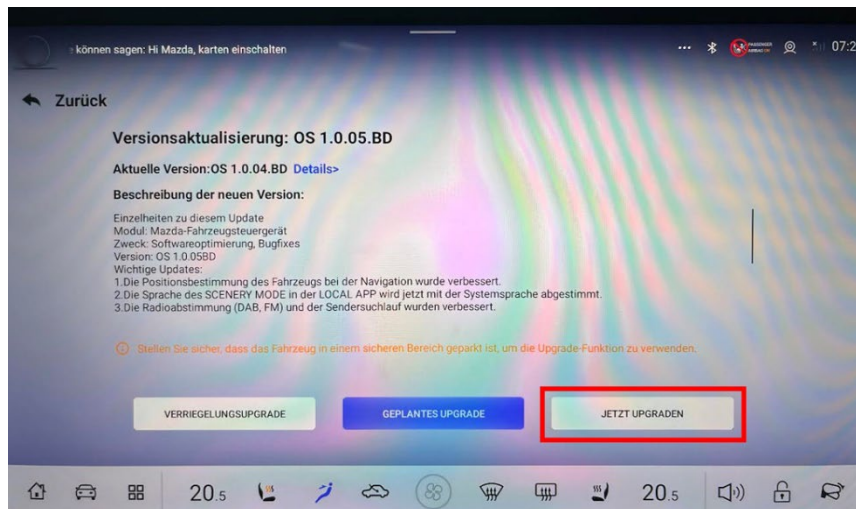 können sagen: Hi Mazda, karten einschalten
PASSENGER
AIRBAG
07:2
Zurück
Versionsaktualisierung: OS 1.0.05.BD
Aktuelle Version:OS 1.0.04.BD Details>
Beschreibung der neuen Version:
Einzelheiten zu diesem Update
Modul: Mazda-Fahrzeugsteuergerät
Zweck: Softwareoptimierung, Bugfixes
Version: OS 1.0.05BD
Wichtige Updates:
1.Die Positionsbestimmung des Fahrzeugs bei der Navigation wurde verbessert.
2.Die Sprache des SCENERY MODE in der LOCAL APP wird jetzt mit der Systemsprache abgestimmt.
3.Die Radioabstimmung (DAB, FM) und der Sendersuchlauf wurden verbessert.
Stellen Sie sicher, dass das Fahrzeug in einem sicheren Bereich geparkt ist, um die Upgrade-Funktion zu verwenden.
VERRIEGELUNGSUPGRADE
GEPLANTES UPGRADE
JETZT UPGRADEN
20.5
20.5